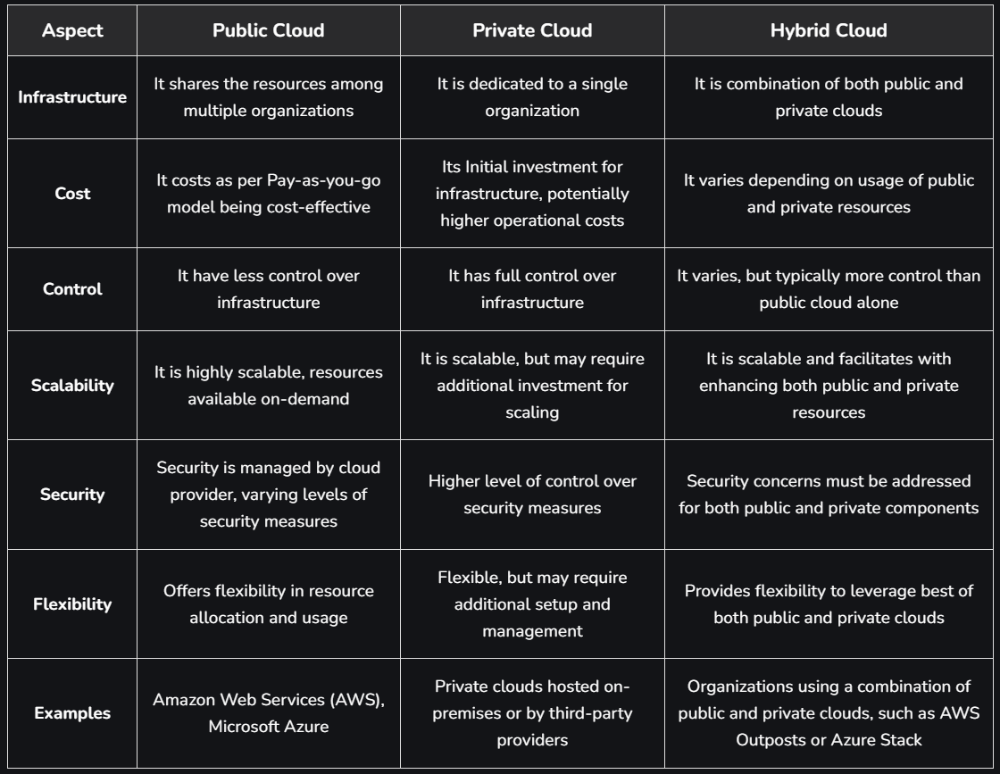 Aspect
Public Cloud
Private Cloud
Hybrid Cloud
Infrastructure
It shares the resources among
multiple organizations
It is dedicated to a single
organization
It is combination of both public and
private clouds
Cost
It costs as per Pay-as-you-go
model being cost-effective
Its Initial investment for
infrastructure, potentially
higher operational costs
It varies depending on usage of public
and private resources
Control
It have less control over
infrastructure
It has full control over
infrastructure
It varies, but typically more control than
public cloud alone
Scalability
It is highly scalable, resources
available on-demand
It is scalable, but may require
additional investment for
scaling
It is scalable and facilitates with
enhancing both public and private
resources
Security
Security is managed by cloud
provider, varying levels of
security measures
Higher level of control over
security measures
Security concerns must be addressed
for both public and private components
Flexibility
Offers flexibility in resource
allocation and usage
Flexible, but may require
additional setup and
management
Provides flexibility to leverage best of
both public and private clouds
Examples
Amazon Web Services (AWS),
Microsoft Azure
Private clouds hosted on-
premises or by third-party
providers
Organizations using a combination of
public and private clouds, such as AWS
Outposts or Azure Stack